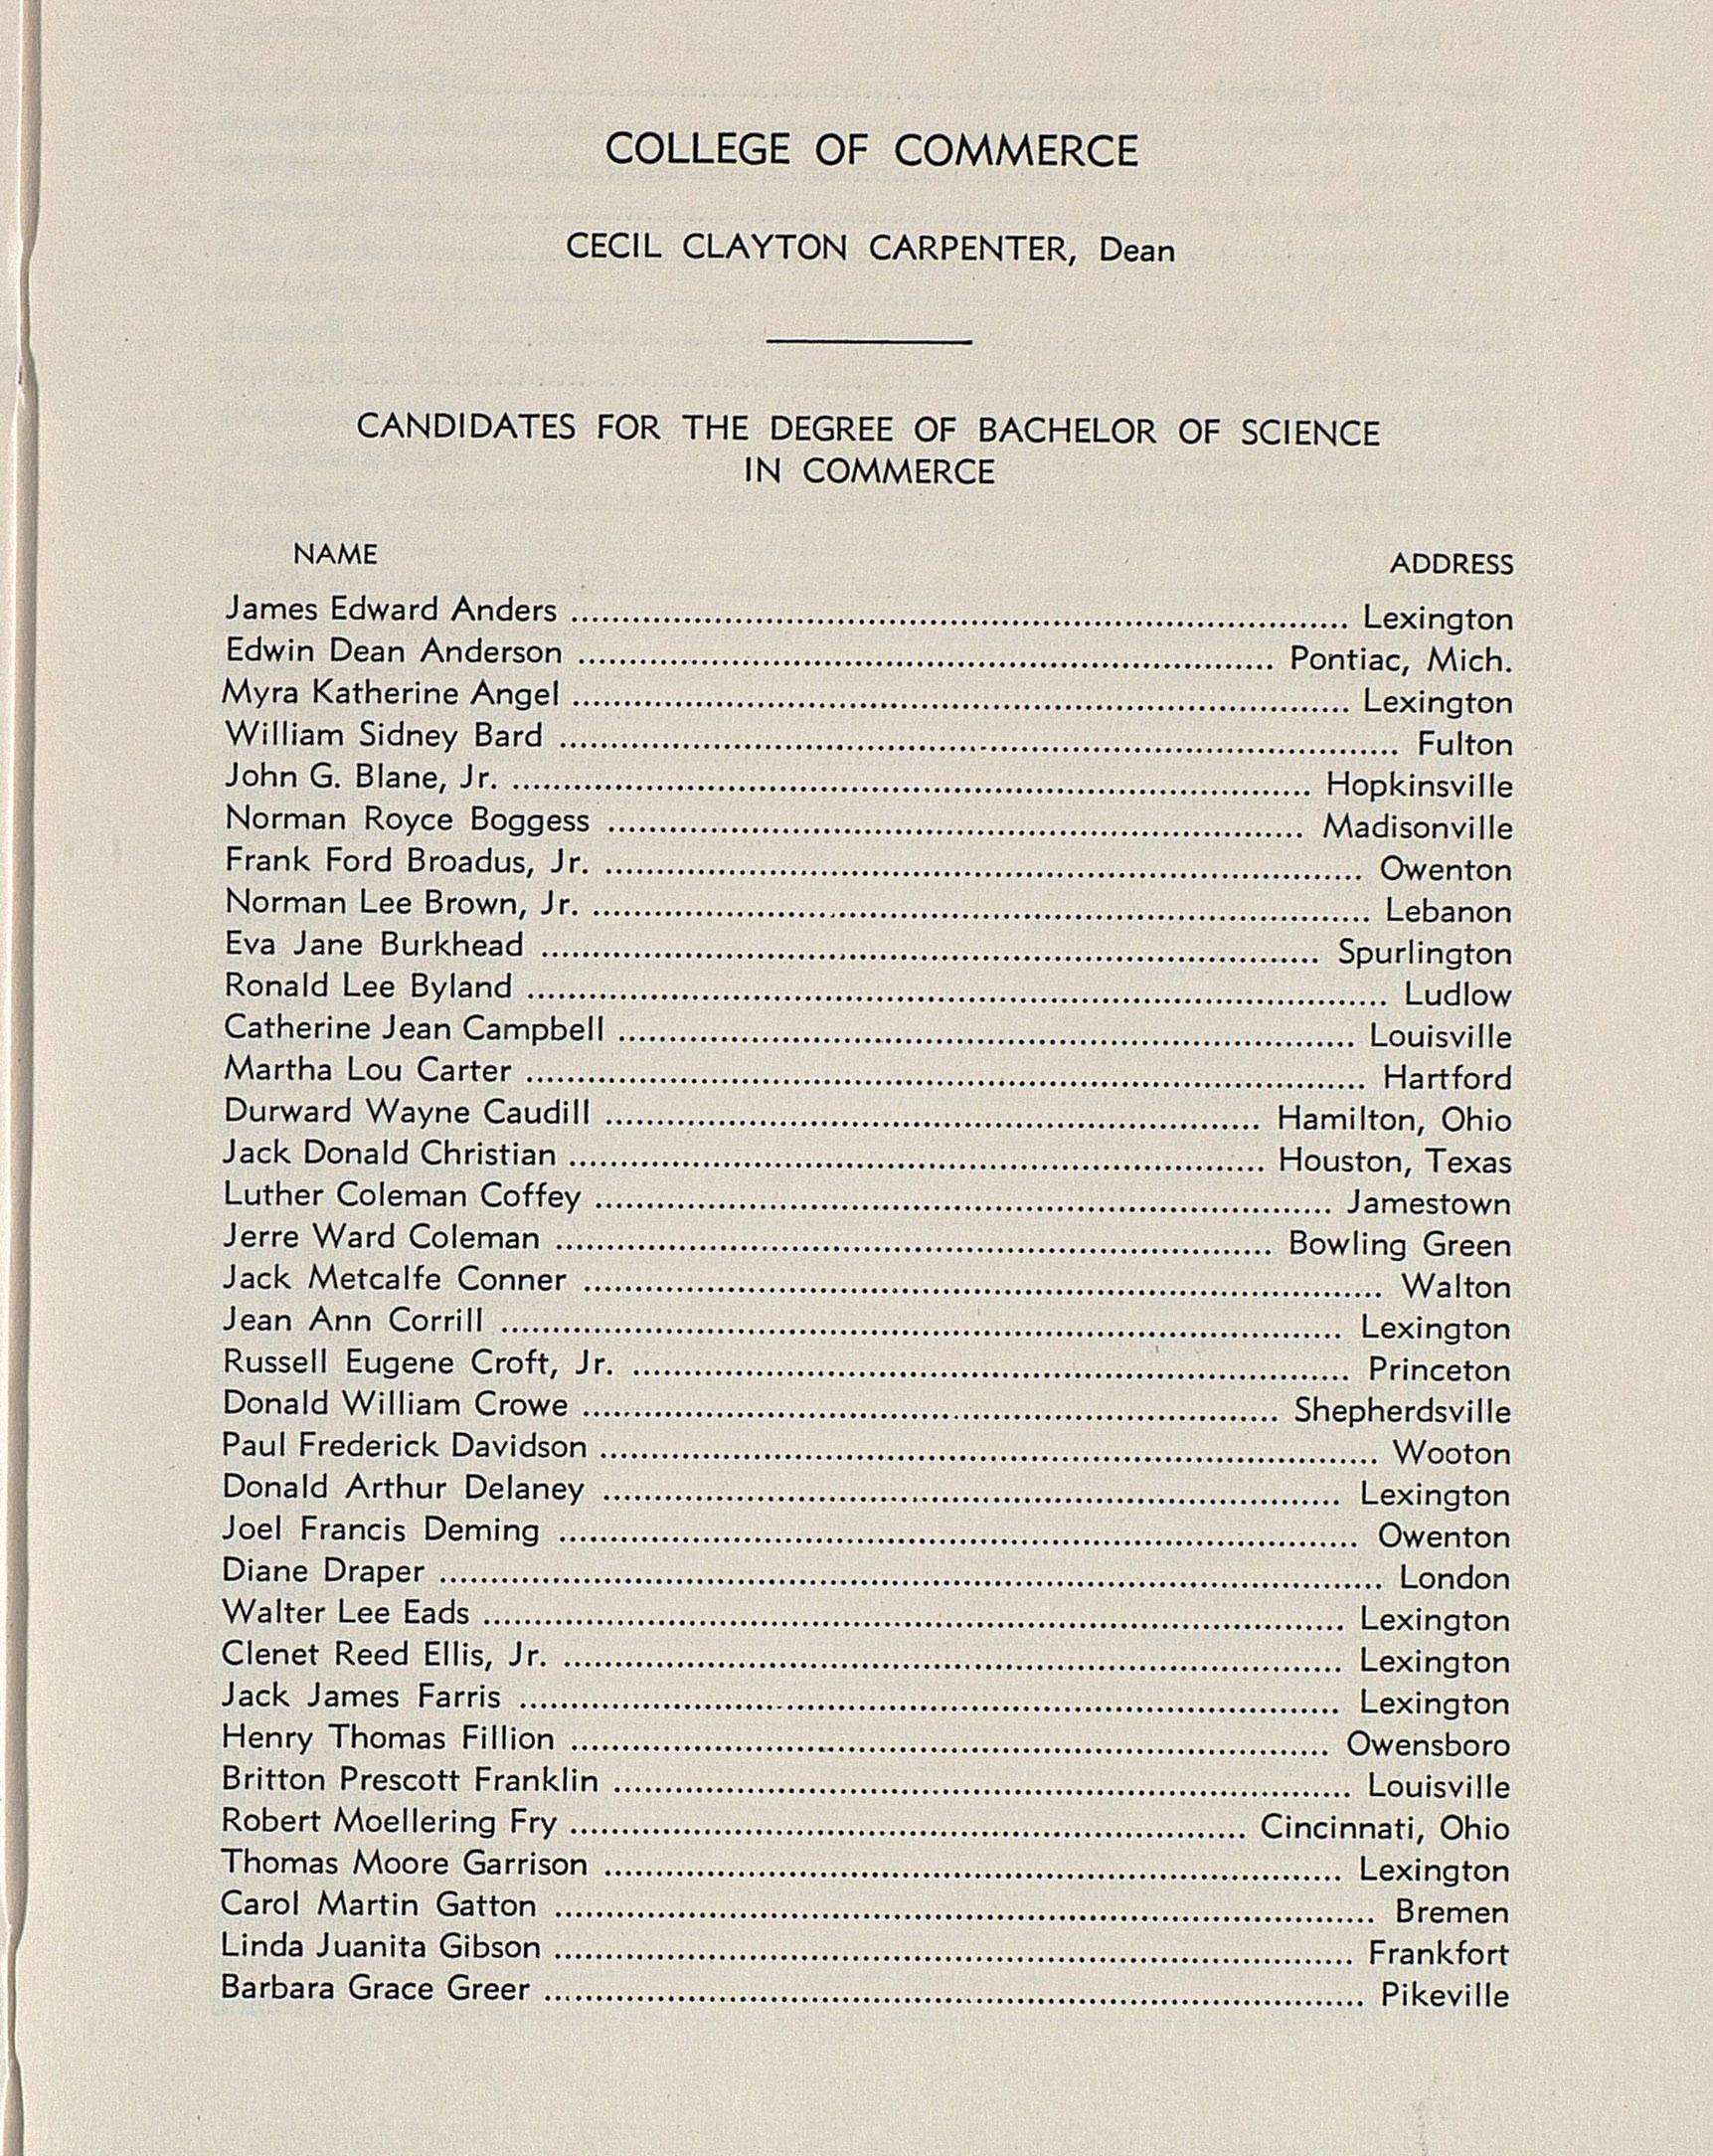 COLLEGE OF COMMERCE
CECIL CLAYTON CARPENTER, Dean
CANDIDATES FOR THE DEGREE OF BACHELOR OF SCIENCE
IN COMMERCE
NAME ADDRESS
James Edward Anders ........ Lexington
Edwin Dean Anderson ........ Pontiac, Mich.
Myra Katherine Angel ........ Lexington
William Sidney Bard ........ Fulton
John G. Blane, Jr. ........ Hopkinsville
Norman Royce Boggess ........ Madisonville
Frank Ford Broadus, Jr. ........ Owenton
Norman Lee Brown, Jr. ........ Lebanon
Eva Jane Burkhead ........ Spurlington
Ronald Lee Byland ........ Ludlow
Catherine Jean Campbell ........ Louisville
Martha Lou Carter ........ Hartford
Durward Wayne Caudill ........ Hamilton, Ohio
Jack Donald Christian ........ Houston, Texas
Luther Coleman Coffey ........ Jamestown
Jerre Ward Coleman ........ Bowling Green
Jack Metcalfe Conner ........ Walton
Jean Ann Corrill ........ Lexington
Russell Eugene Croft, Jr. ........ Princeton
Donald William Crowe ........ Shepherdsville
Paul Frederick Davidson ........ Wooton
Donald Arthur Delaney ........ Lexington
Joel Francis Deming ........ Owenton
Diane Draper ........ London
Walter Lee Eads ........ Lexington
Clenet Reed Ellis, Jr. ........ Lexington
Jack James Farris ........ Lexington
Henry Thomas Fillion ........ Owensboro
Britton Prescott Franklin ........ Louisville
Robert Moellering Fry ........ Cincinnati, Ohio
Thomas Moore Garrison ........ Lexington
Carol Martin Gatton ........ Bremen
Linda Juanita Gibson ........ Frankfort
Barbara Grace Greer ........ Pikeville